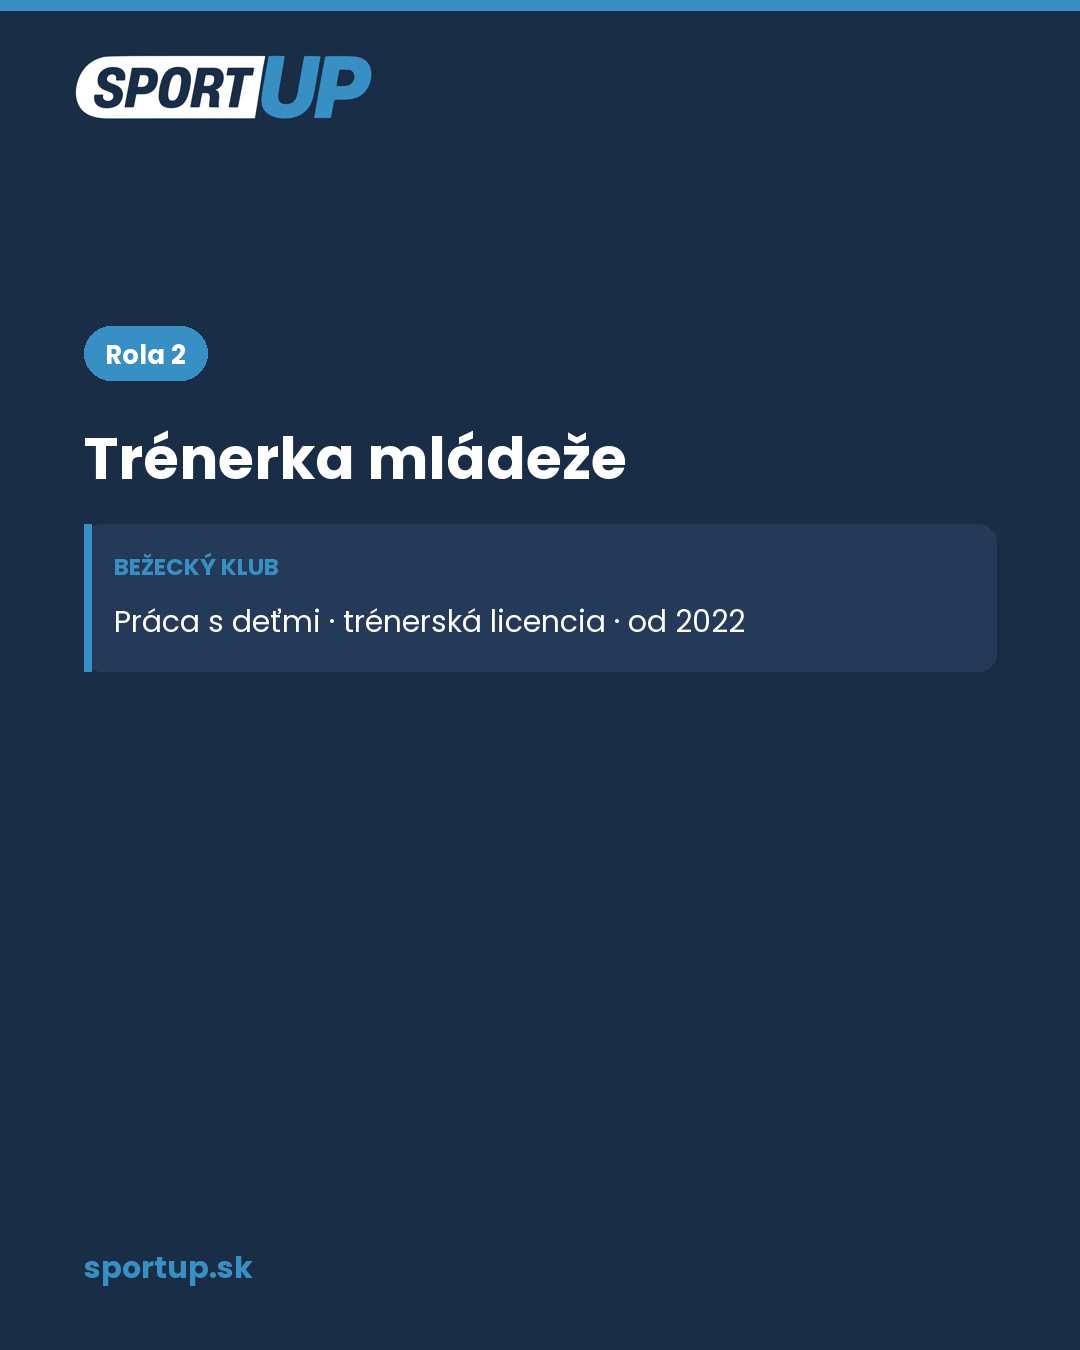 SPORTUP
Rola 2
Trénerka mládeže
BEŽECKÝ KLUB
Práca s deťmi · trénerská licencia · od 2022
sportup.sk